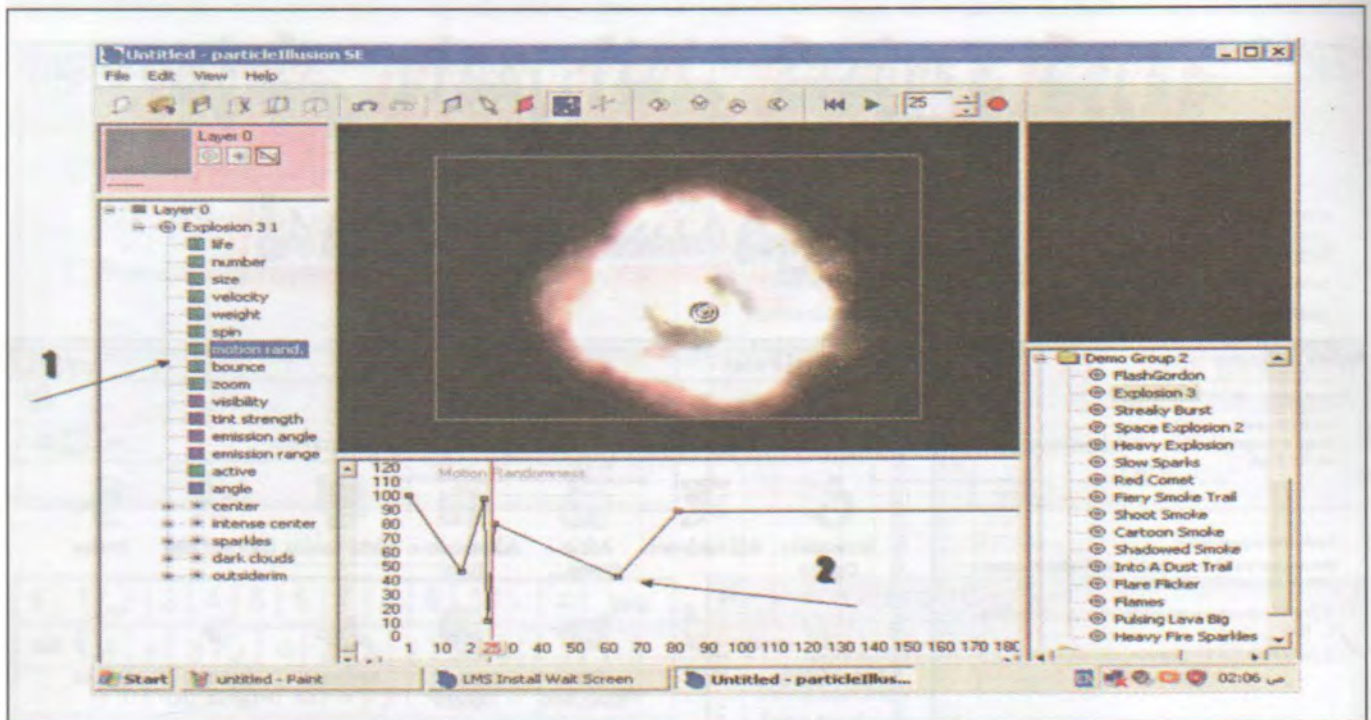 Untitled - particleIllusion SE
File Edit View Help
25
Layer 0
Layer 0
Explosion 3 1
life
number
size
velocity
weight
spin
motion rand.
bounce
zoom
visibility
tint strength
emission angle
emission range
active
angle
center
intense center
sparkles
dark clouds
outsiderim
1
Motion Randomness
120
110
100
90
80
70
60
50
40
30
20
10
0
1 10 2 25 30 40 50 60 70 80 90 100 110 120 130 140 150 160 170 180
2
Demo Group 2
FlashGordon
Explosion 3
Streaky Burst
Space Explosion 2
Heavy Explosion
Slow Sparks
Red Comet
Fiery Smoke Trail
Shoot Smoke
Cartoon Smoke
Shadowed Smoke
Into A Dust Trail
Flare Flicker
Flames
Pulsing Lava Big
Heavy Fire Sparkles
Start untitled - Paint LMS Install Wait Screen Untitled - particleIllus... EN 02:06 ص